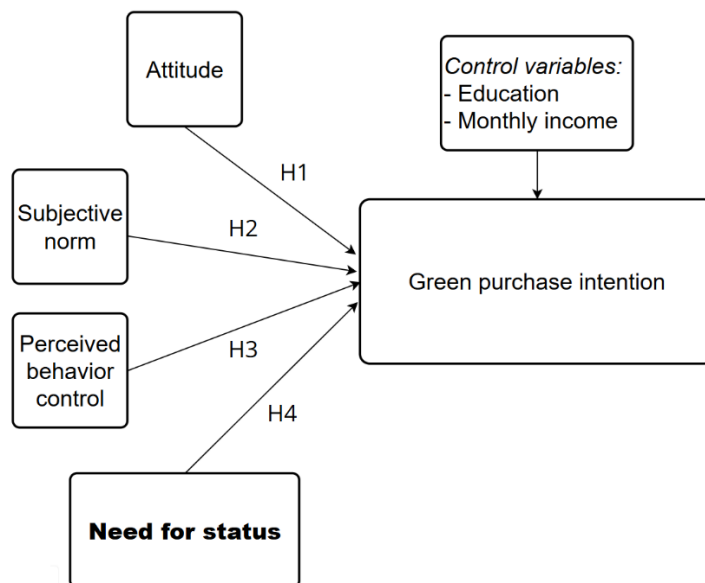 Attitude
Control variables:
- Education
- Monthly income
H1
Subjective
norm
H2
Green purchase intention
Perceived
behavior
control
H3
H4
Need for status